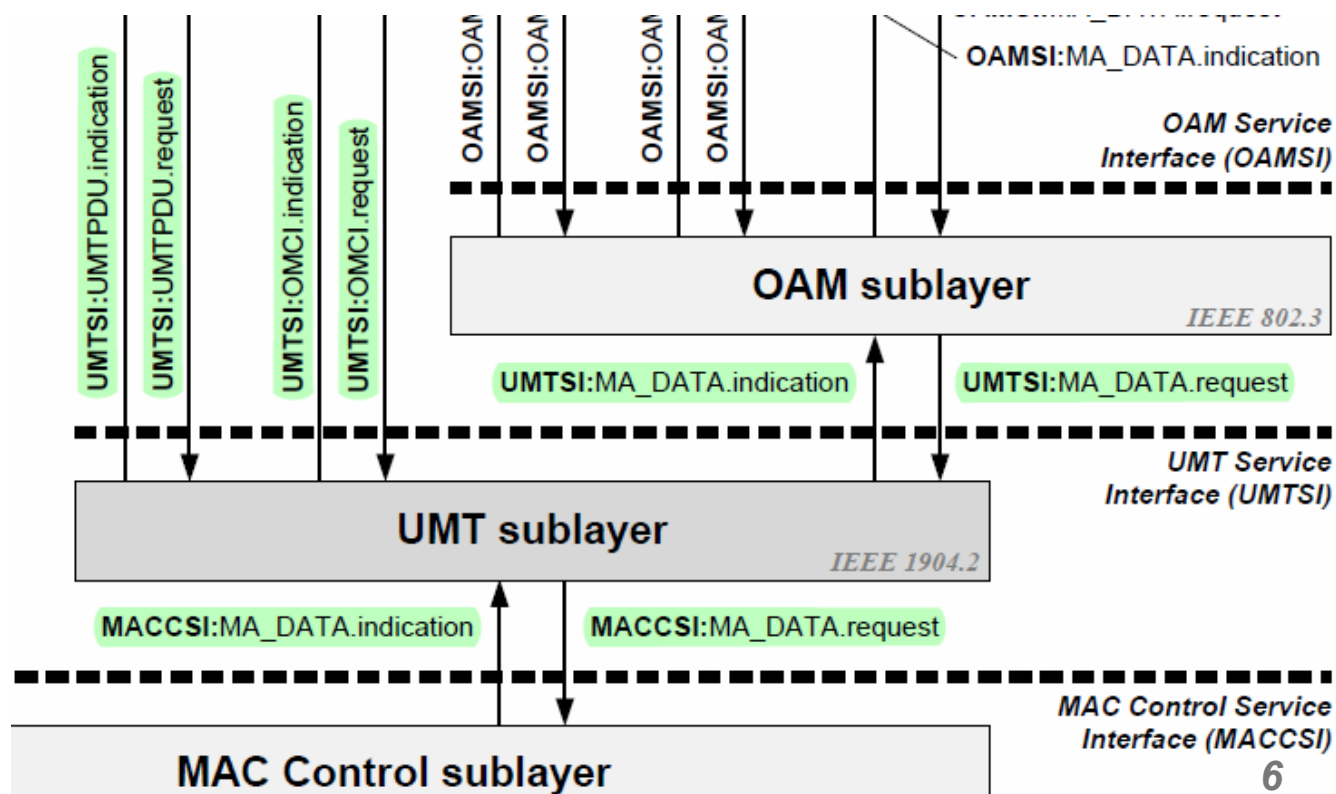 OAMSI:MA_DATA.indication
OAM Service
Interface (OAMSI)
UMTSI:UMTPDU.indication
UMTSI:UMTPDU.request
UMTSI:OMCI.indication
UMTSI:OMCI.request
OAMSI:OAM
OAMSI:OAM
OAMSI:OAM
OAMSI:OAM
OAM sublayer
IEEE 802.3
UMTSI:MA_DATA.indication
UMTSI:MA_DATA.request
UMT Service
Interface (UMTSI)
UMT sublayer
IEEE 1904.2
MACCSI:MA_DATA.indication
MACCSI:MA_DATA.request
MAC Control Service
Interface (MACCSI)
6
MAC Control sublayer